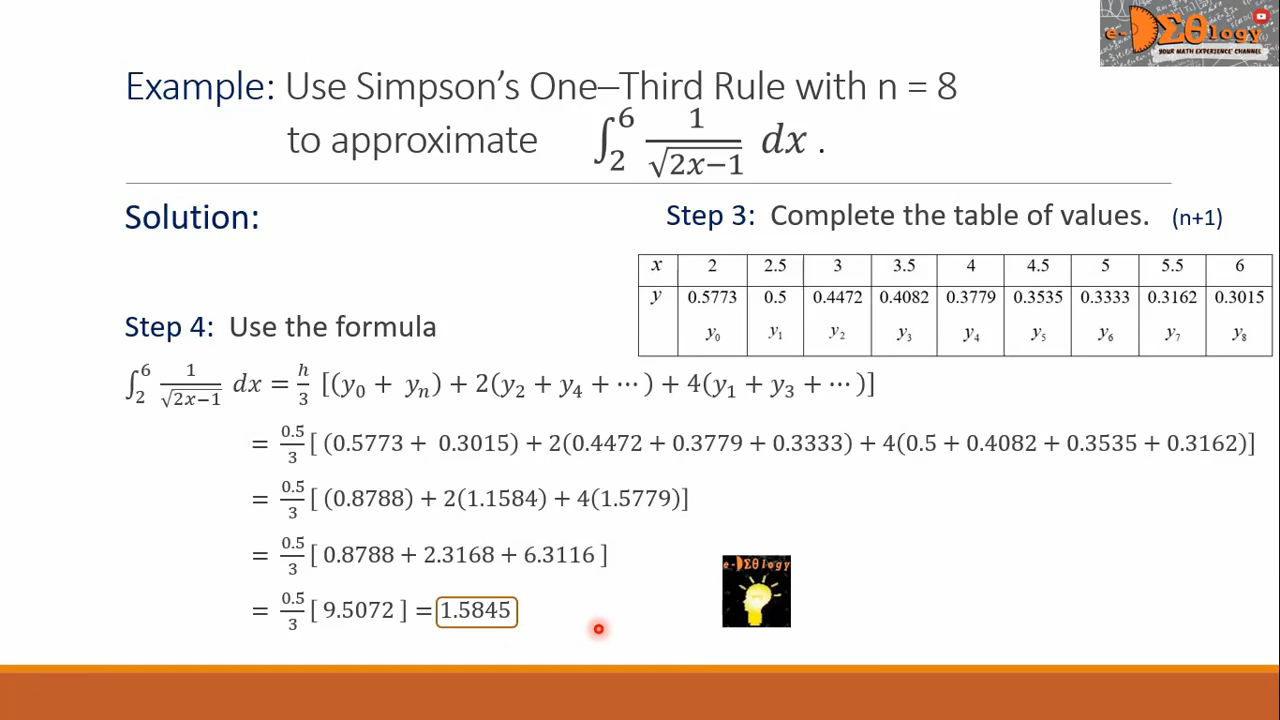 e-DΣθlogy
YOUR MATH EXPERIENCE CHANNEL
Example: Use Simpson's One–Third Rule with n = 8
to approximate ∫₂⁶ 1/√(2x−1) dx .
Solution:
Step 3: Complete the table of values. (n+1)
x 2 2.5 3 3.5 4 4.5 5 5.5 6
y 0.5773 0.5 0.4472 0.4082 0.3779 0.3535 0.3333 0.3162 0.3015
y₀ y₁ y₂ y₃ y₄ y₅ y₆ y₇ y₈
Step 4: Use the formula
∫₂⁶ 1/√(2x−1) dx = h/3 [(y₀ + yₙ) + 2(y₂ + y₄ + ⋯ ) + 4(y₁ + y₃ + ⋯ )]
= 0.5/3 [ (0.5773 + 0.3015) + 2(0.4472 + 0.3779 + 0.3333) + 4(0.5 + 0.4082 + 0.3535 + 0.3162)]
= 0.5/3 [ (0.8788) + 2(1.1584) + 4(1.5779)]
= 0.5/3 [ 0.8788 + 2.3168 + 6.3116 ]
= 0.5/3 [ 9.5072 ] = 1.5845
e-DΣθlogy